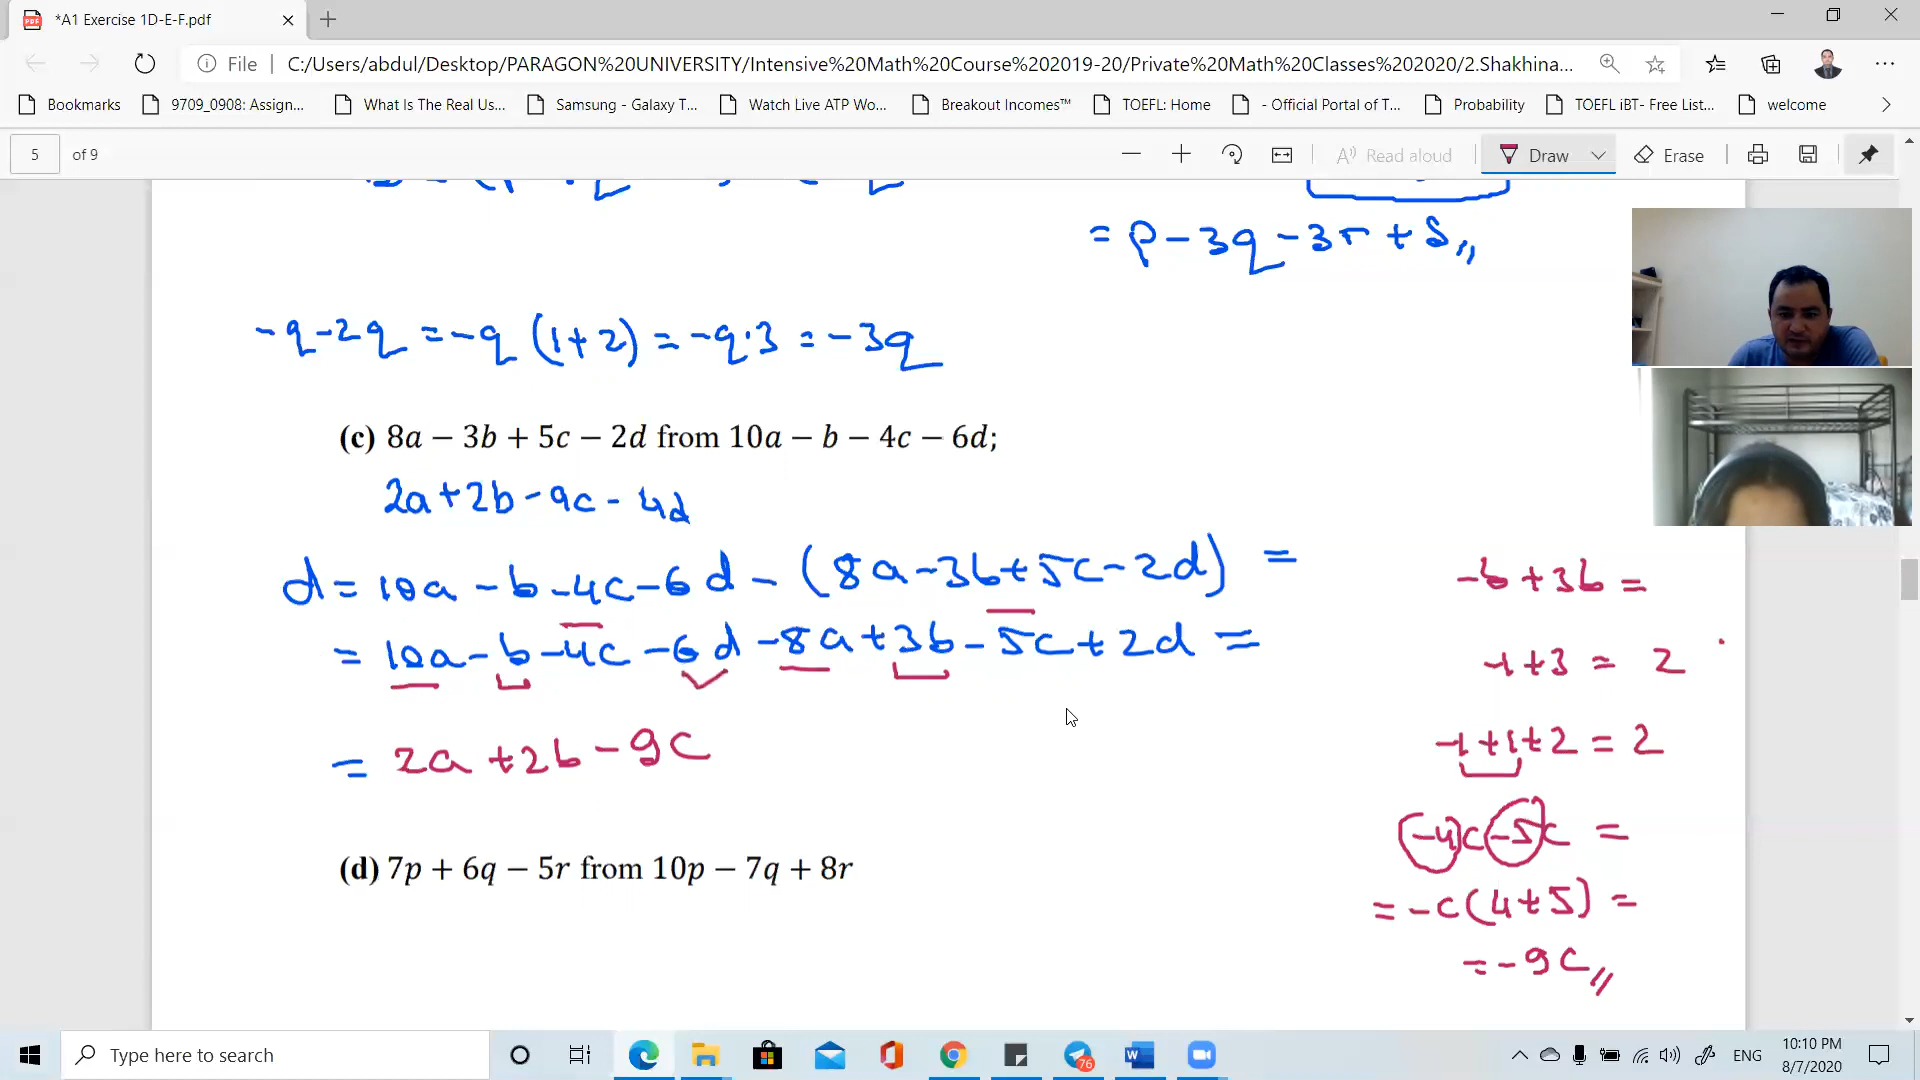 *A1 Exercise 1D-E-F.pdf
File C:/Users/abdul/Desktop/PARAGON%20UNIVERSITY/Intensive%20Math%20Course%202019-20/Private%20Math%20Classes%202020/2.Shakhina...
Bookmarks 9709_0908: Assign... What Is The Real Us... Samsung - Galaxy T... Watch Live ATP Wo... Breakout Incomes™ TOEFL: Home - Official Portal of T... Probability TOEFL iBT- Free List... welcome
5 of 9 Read aloud Draw Erase
= p - 3q - 3r + s
-q - 2q = -q (1+2) = -q·3 = -3q
(c) 8a − 3b + 5c − 2d from 10a − b − 4c − 6d;
2a + 2b - 9c - 4d
d = 10a - b - 4c - 6d - (8a - 3b + 5c - 2d) =
= 10a - b - 4c - 6d - 8a + 3b - 5c + 2d =
= 2a + 2b - 9c
-b + 3b =
-1 + 3 = 2
-1 + 1 + 2 = 2
(-4)c -5c =
= -c (4+5) =
= -9c
(d) 7p + 6q − 5r from 10p − 7q + 8r
Type here to search
76
ENG
10:10 PM
8/7/2020